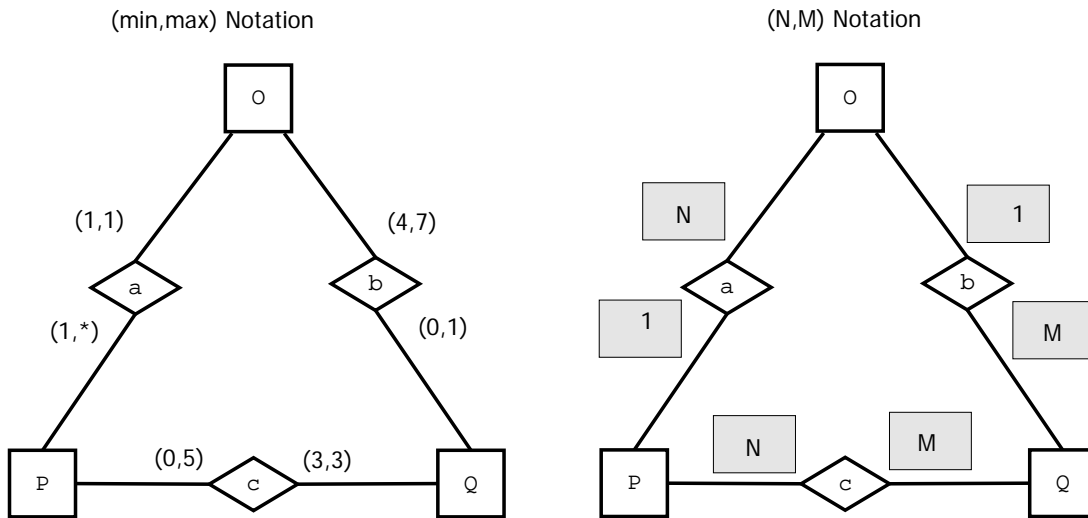 (min,max) Notation
O
(1,1)
(4,7)
a
b
(1,*)
(0,1)
P
(0,5)
c
(3,3)
Q
(N,M) Notation
O
N
1
a
b
1
M
P
N
c
M
Q